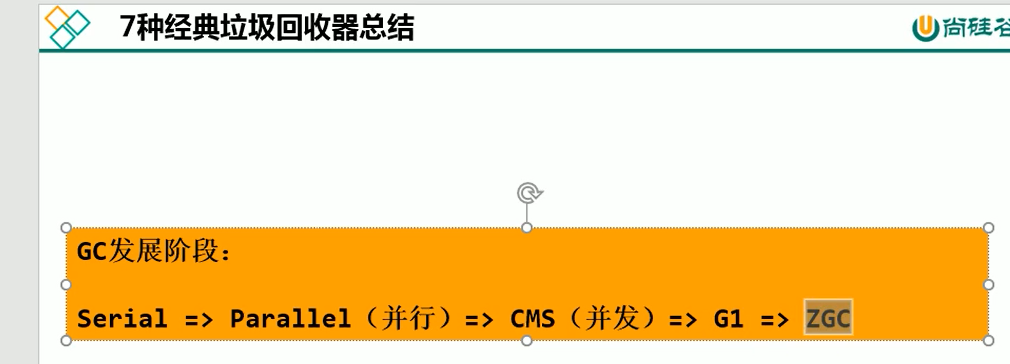 7种经典垃圾回收器总结
尚硅谷
GC发展阶段：
Serial => Parallel（并行）=> CMS（并发）=> G1 => ZGC